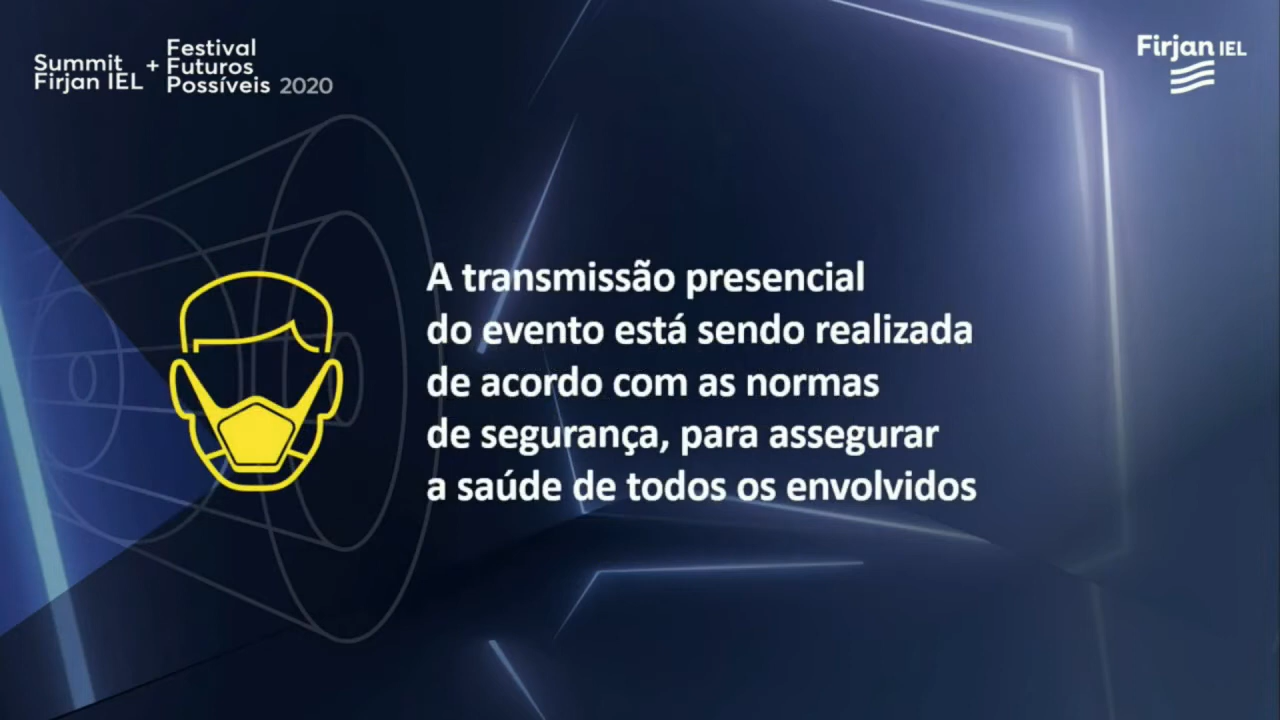 Summit
Firjan IEL
+
Festival
Futuros
Possíveis 2020
Firjan IEL
A transmissão presencial
do evento está sendo realizada
de acordo com as normas
de segurança, para assegurar
a saúde de todos os envolvidos